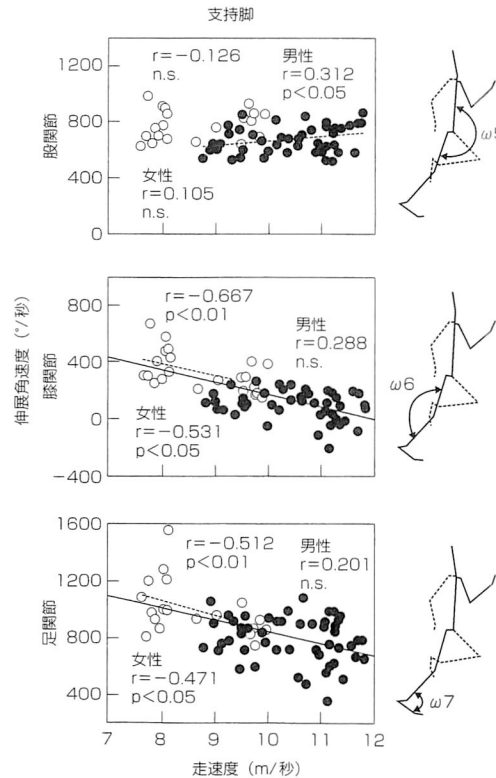 支持脚
伸展角速度（°/秒）
股関節
1200
800
400
0
r=−0.126
n.s.
男性
r=0.312
p<0.05
女性
r=0.105
n.s.
ω5
膝関節
800
400
0
−400
r=−0.667
p<0.01
男性
r=0.288
n.s.
女性
r=−0.531
p<0.05
ω6
足関節
1600
1200
800
400
r=−0.512
p<0.01
男性
r=0.201
n.s.
女性
r=−0.471
p<0.05
ω7
7 8 9 10 11 12
走速度（m/秒）